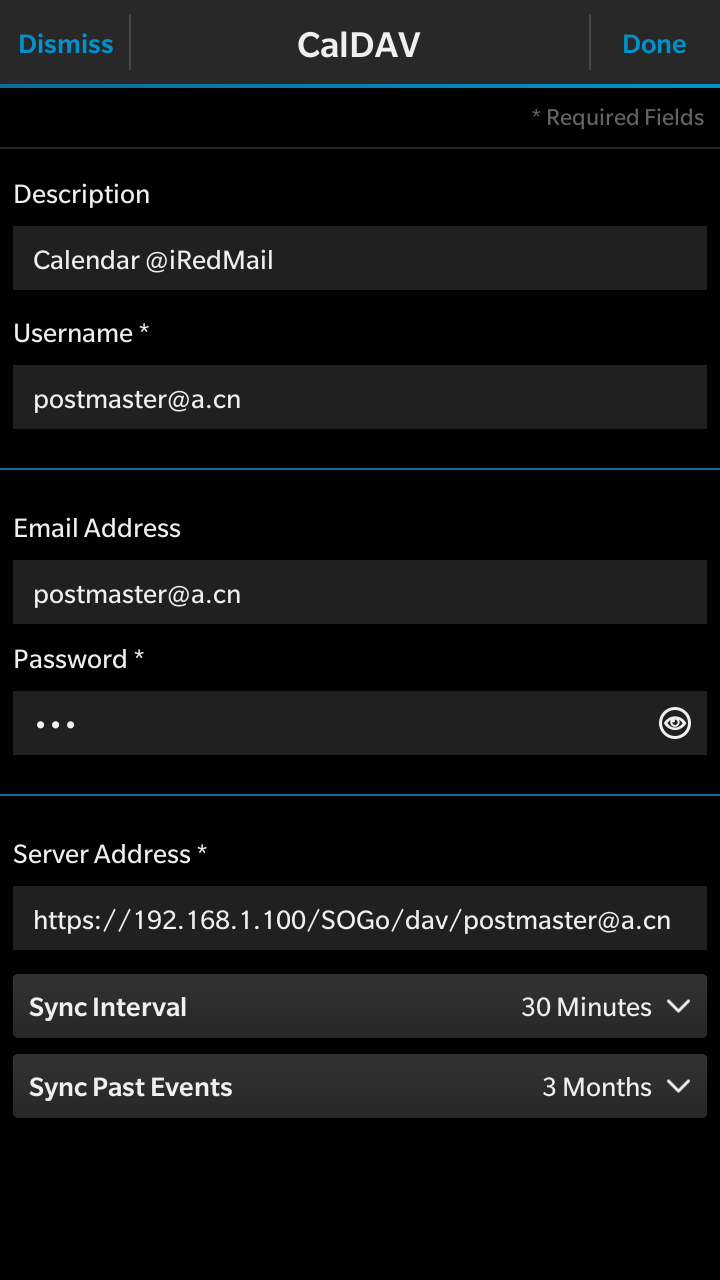 Dismiss CalDAV Done
* Required Fields
Description
Calendar @iRedMail
Username *
postmaster@a.cn
Email Address
postmaster@a.cn
Password *
•••
Server Address *
https://192.168.1.100/SOGo/dav/postmaster@a.cn
Sync Interval 30 Minutes
Sync Past Events 3 Months